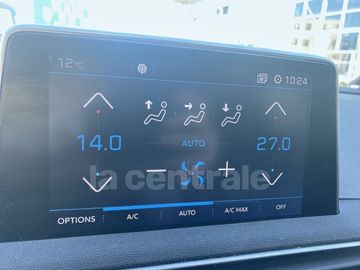 12°C
10:24
14.0
AUTO
27.0
la centrale
OPTIONS
A/C
AUTO
A/C MAX
OFF